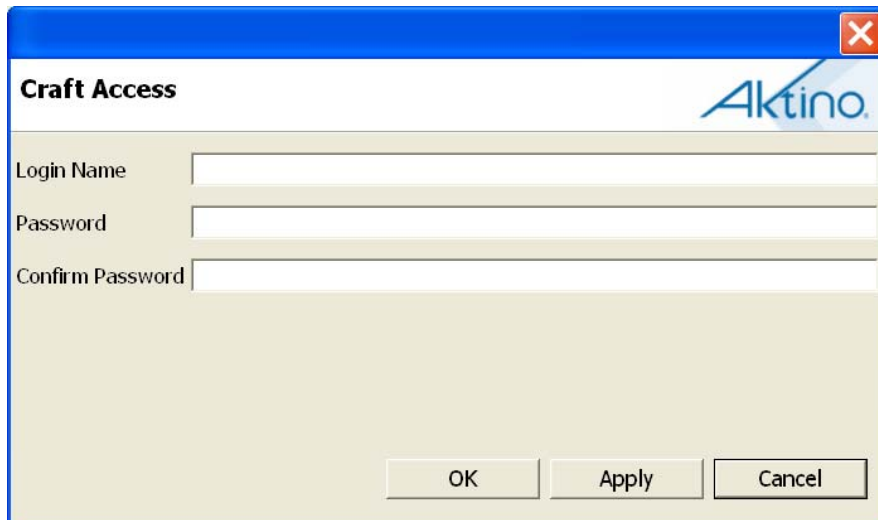 Craft Access
Aktino.
Login Name
Password
Confirm Password
OK Apply Cancel